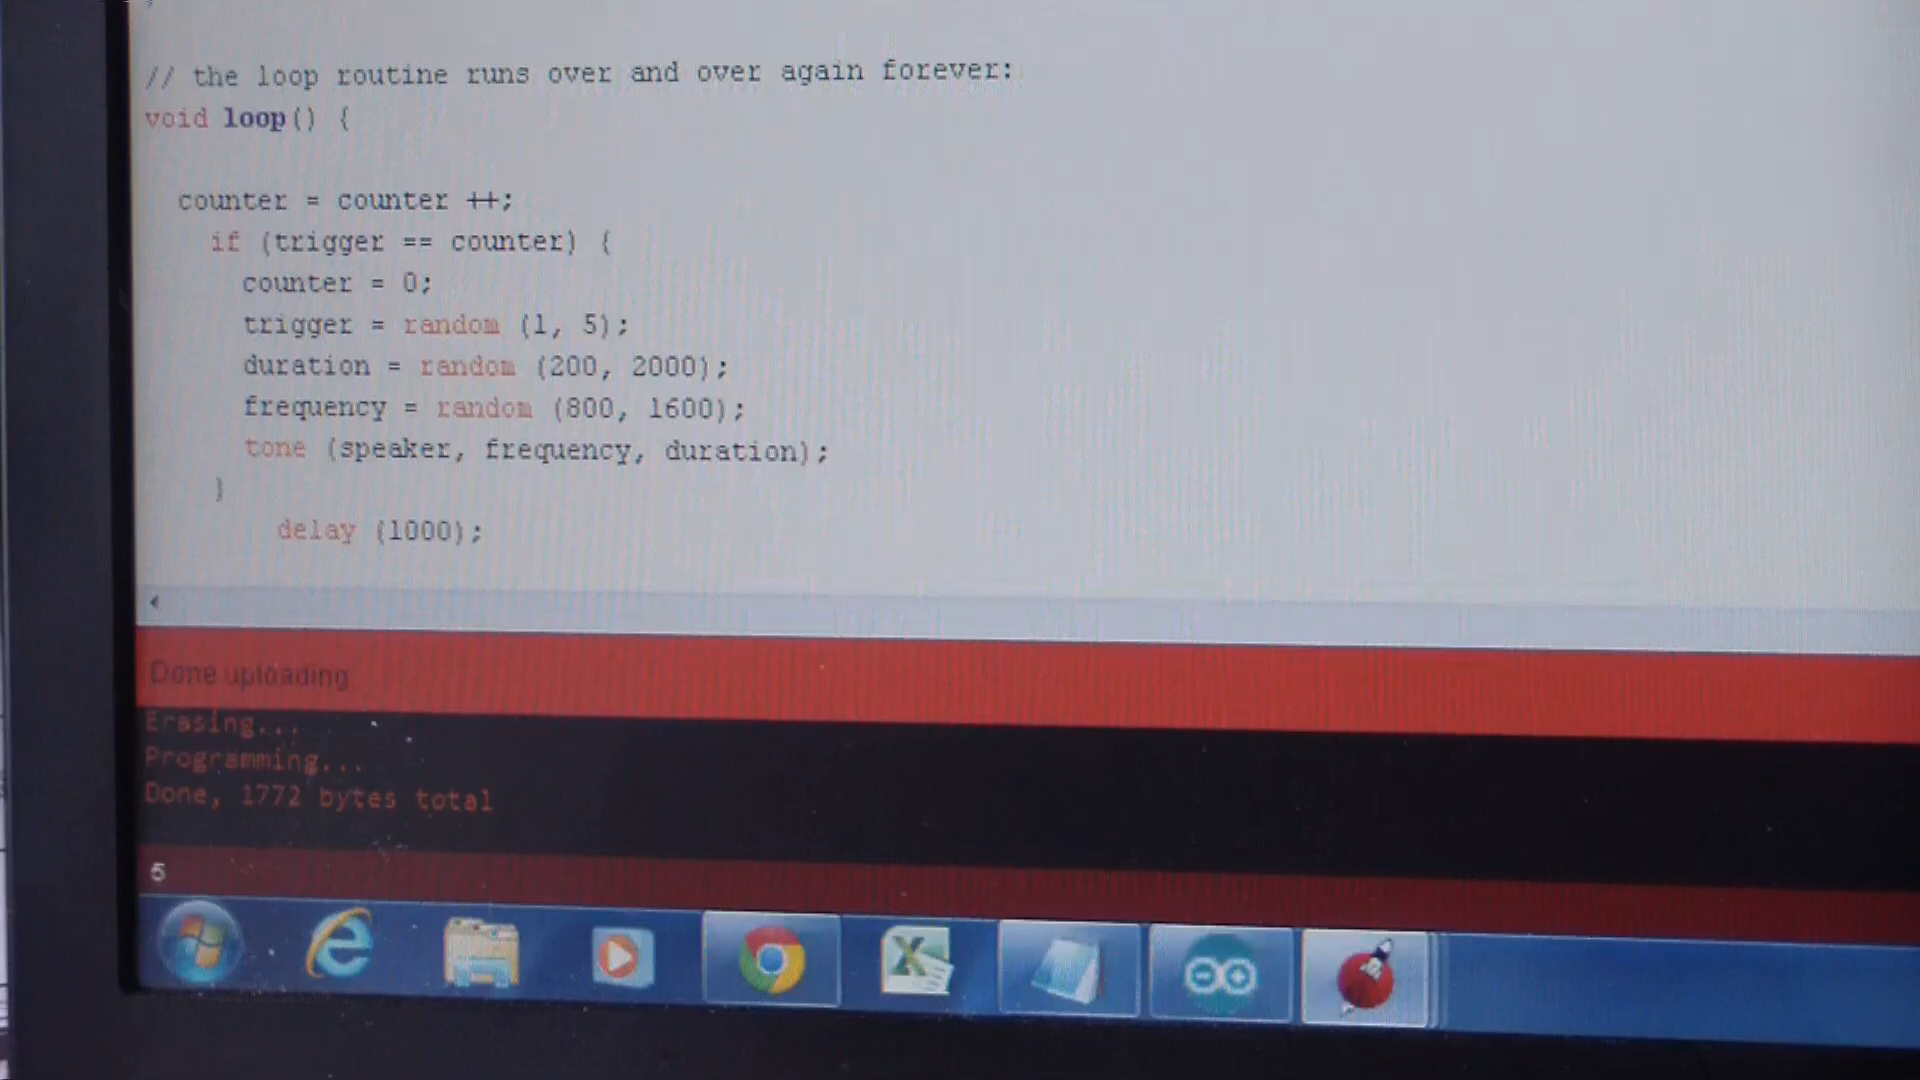 // the loop routine runs over and over again forever:
void loop() {
counter = counter ++;
if (trigger == counter) {
counter = 0;
trigger = random (1, 5);
duration = random (200, 2000);
frequency = random (800, 1600);
tone (speaker, frequency, duration);
}
delay (1000);
Done uploading.
Erasing...
Programming...
Done, 1772 bytes total
5